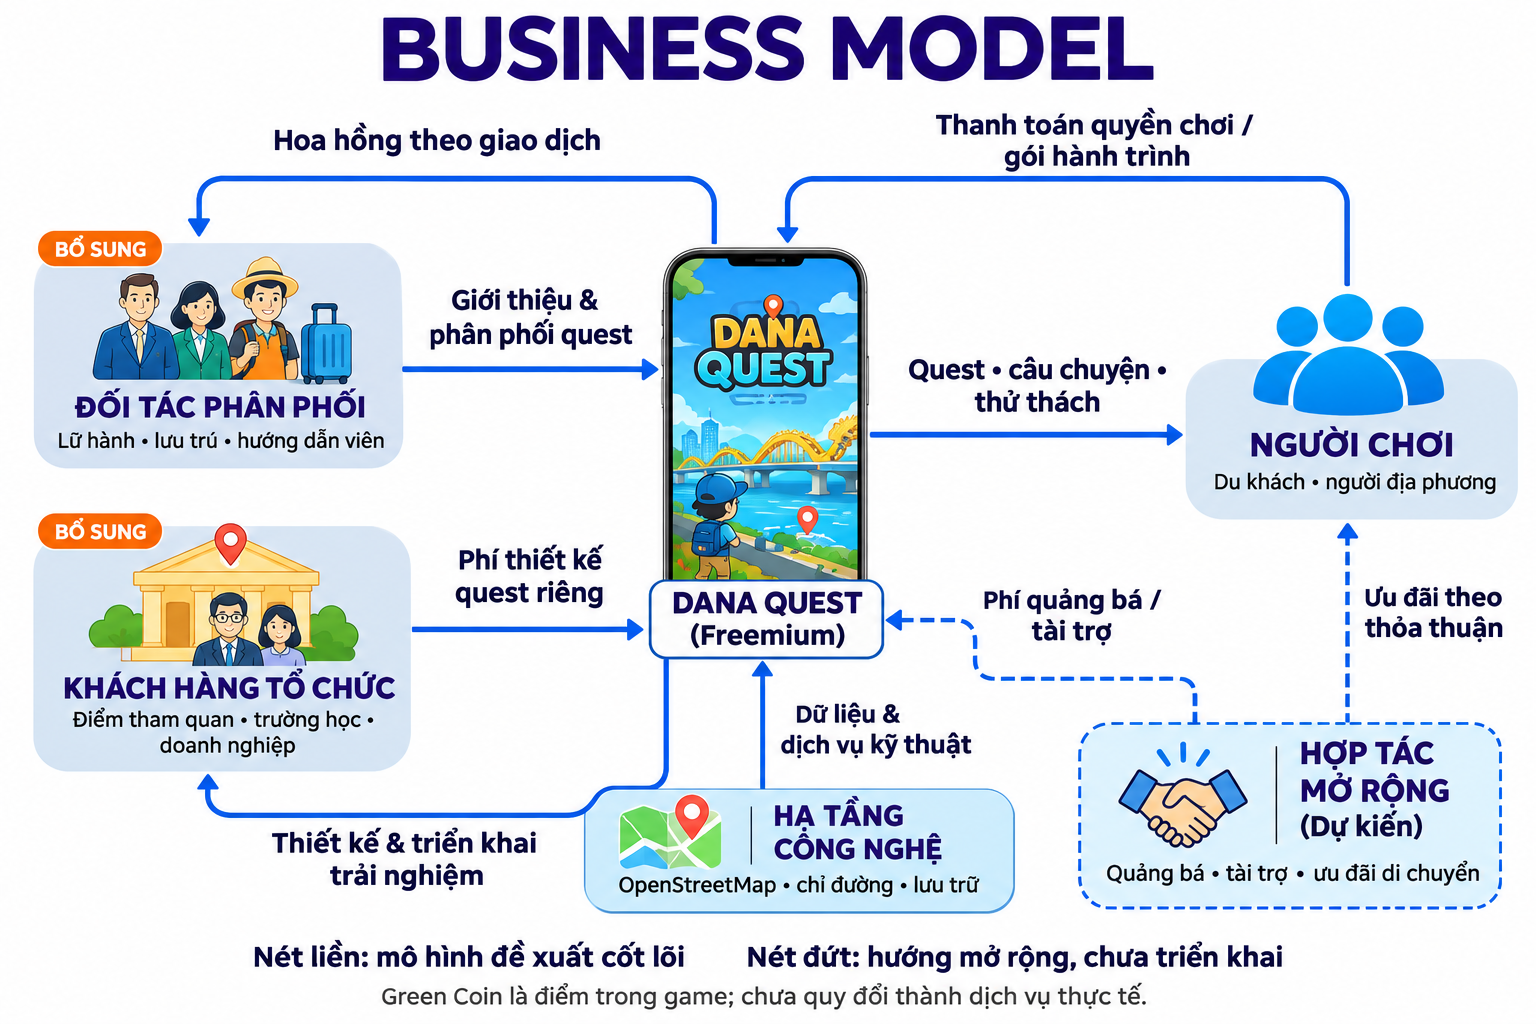 BUSINESS MODEL
Hoa hồng theo giao dịch
Thanh toán quyền chơi /
gói hành trình
BỔ SUNG
ĐỐI TÁC PHÂN PHỐI
Lữ hành • lưu trú • hướng dẫn viên
Giới thiệu &
phân phối quest
DANA
QUEST
Quest • câu chuyện •
thử thách
NGƯỜI CHƠI
Du khách • người địa phương
BỔ SUNG
KHÁCH HÀNG TỔ CHỨC
Điểm tham quan • trường học •
doanh nghiệp
Phí thiết kế
quest riêng
DANA QUEST
(Freemium)
Phí quảng bá /
tài trợ
Ưu đãi theo
thỏa thuận
Dữ liệu &
dịch vụ kỹ thuật
Thiết kế & triển khai
trải nghiệm
HẠ TẦNG
CÔNG NGHỆ
OpenStreetMap • chỉ đường • lưu trữ
HỢP TÁC
MỞ RỘNG
(Dự kiến)
Quảng bá • tài trợ • ưu đãi di chuyển
Nét liền: mô hình đề xuất cốt lõi
Nét đứt: hướng mở rộng, chưa triển khai
Green Coin là điểm trong game; chưa quy đổi thành dịch vụ thực tế.